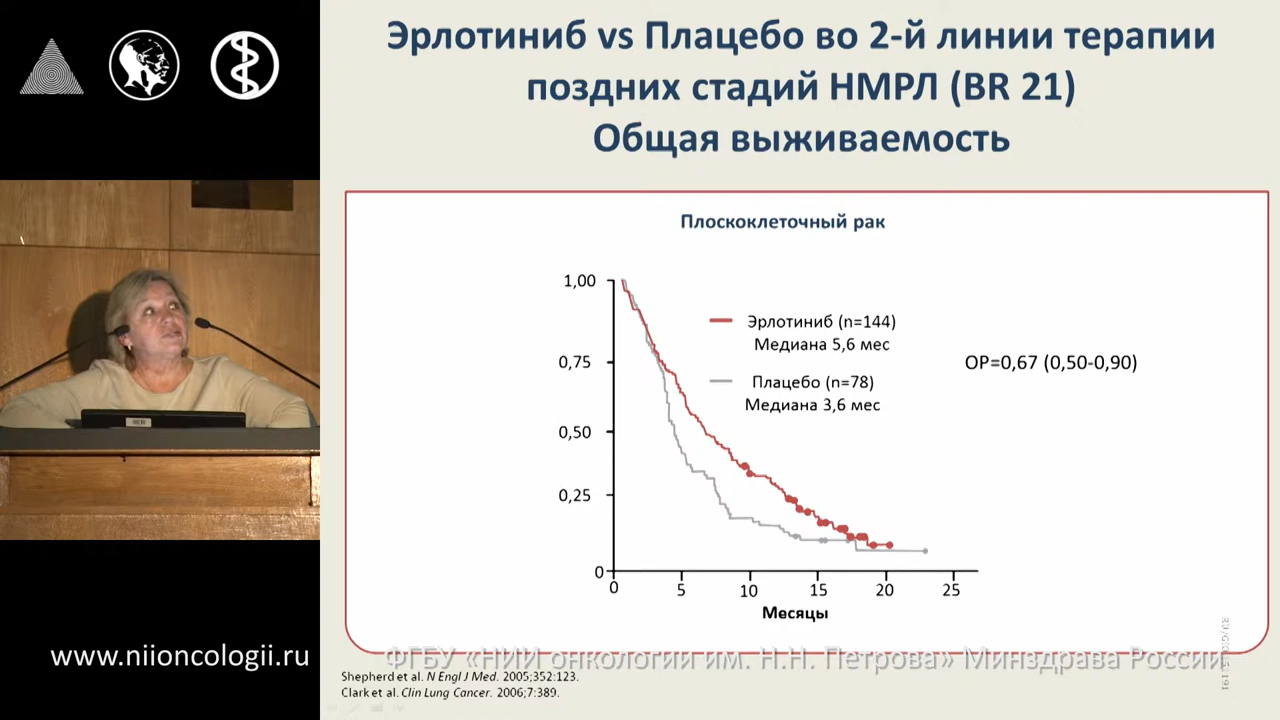 Эрлотиниб vs Плацебо во 2-й линии терапии
поздних стадий НМРЛ (BR 21)
Общая выживаемость
Плоскоклеточный рак
1,00
0,75
0,50
0,25
0
Эрлотиниб (n=144)
Медиана 5,6 мес
Плацебо (n=78)
Медиана 3,6 мес
ОР=0,67 (0,50-0,90)
0 5 10 15 20 25
Месяцы
www.niioncologii.ru
ФГБУ «НИИ онкологии им. Н.Н. Петрова» Минздрава России
Shepherd et al. N Engl J Med. 2005;352:123.
Clark et al. Clin Lung Cancer. 2006;7:389.